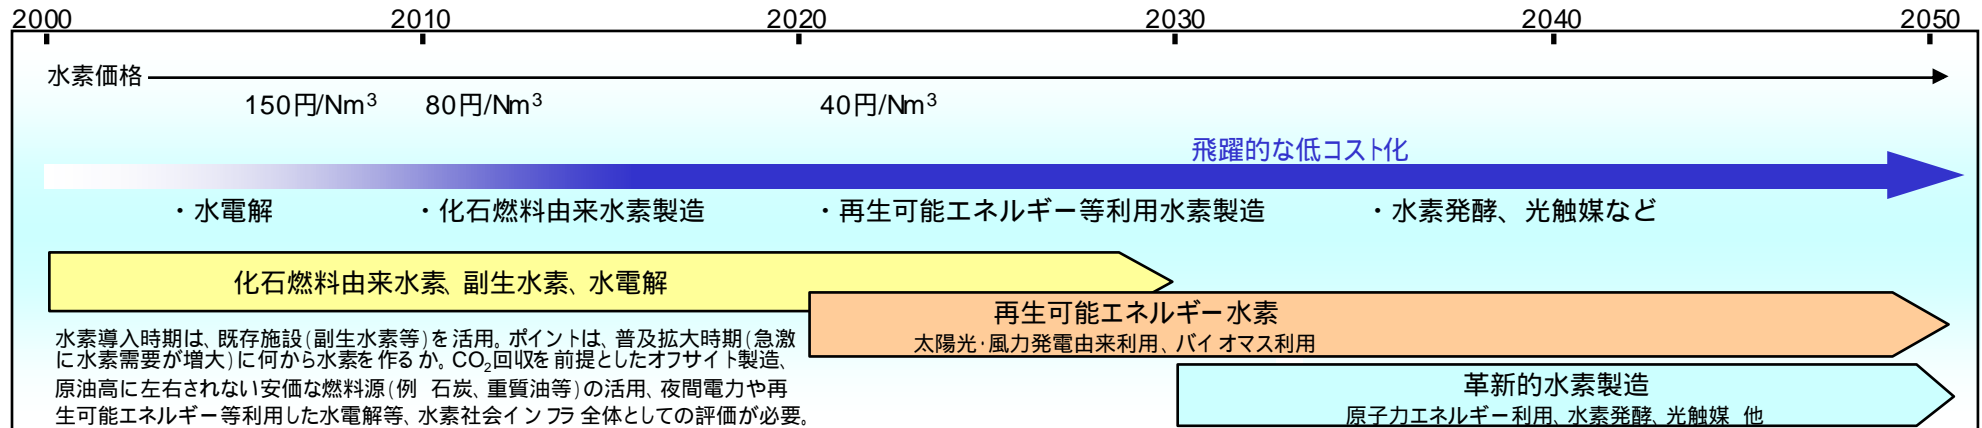 2000 2010 2020 2030 2040 2050
水素価格
150円/Nm³ 80円/Nm³ 40円/Nm³
飛躍的な低コスト化
・水電解 ・化石燃料由来水素製造 ・再生可能エネルギー等利用水素製造 ・水素発酵、光触媒など
化石燃料由来水素、副生水素、水電解
再生可能エネルギー水素
太陽光・風力発電由来利用、バイオマス利用
水素導入時期は、既存施設(副生水素等)を活用。ポイントは、普及拡大時期(急激
に水素需要が増大)に何から水素を作るか。CO₂回収を前提としたオフサイト製造、
原油高に左右されない安価な燃料源(例 石炭、重質油等)の活用、夜間電力や再
生可能エネルギー等利用した水電解等、水素社会インフラ全体としての評価が必要。
革新的水素製造
原子力エネルギー利用、水素発酵、光触媒 他